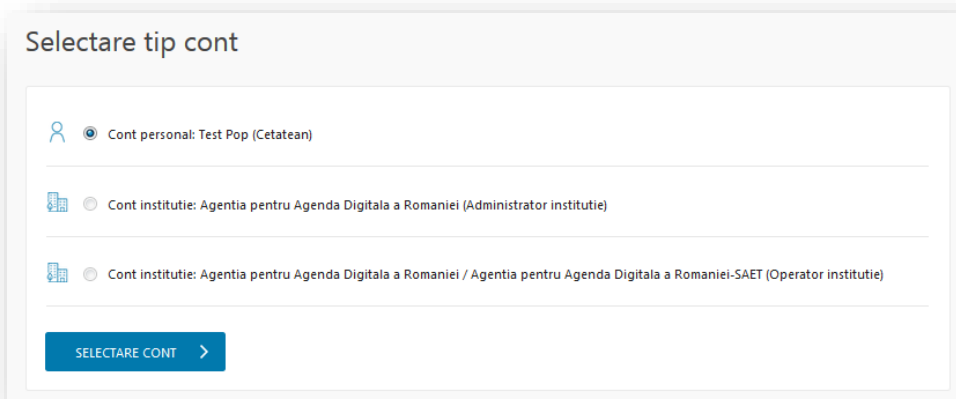 Selectare tip cont
Cont personal: Test Pop (Cetatean)
Cont institutie: Agentia pentru Agenda Digitala a Romaniei (Administrator institutie)
Cont institutie: Agentia pentru Agenda Digitala a Romaniei / Agentia pentru Agenda Digitala a Romaniei-SAET (Operator institutie)
SELECTARE CONT